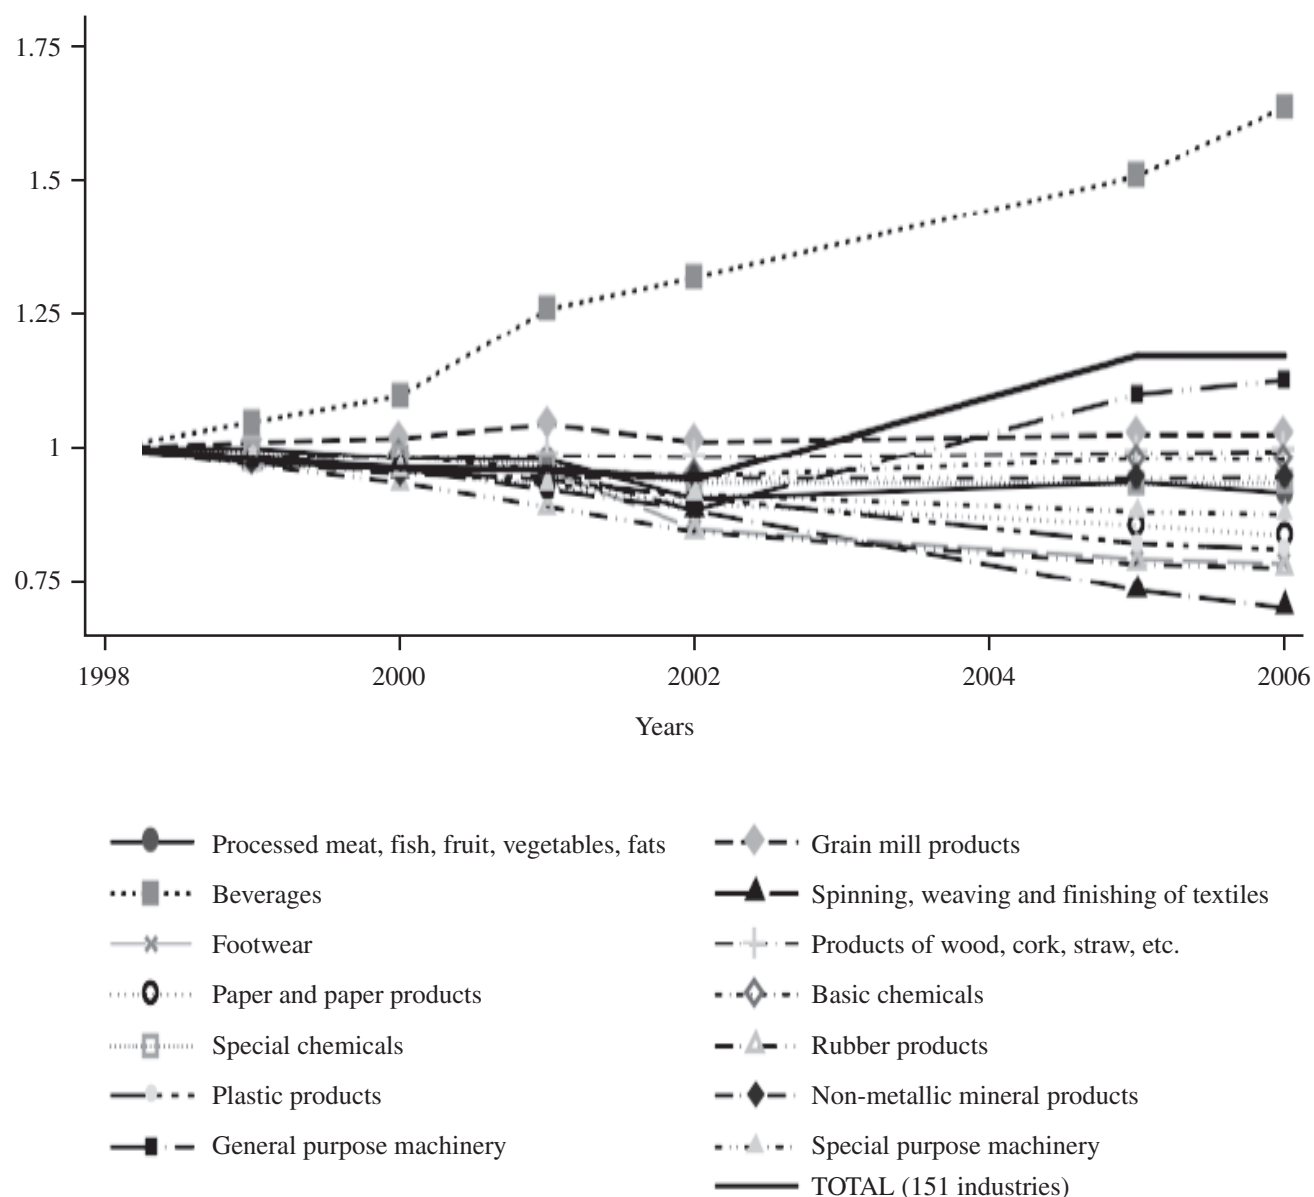 1.75
1.5
1.25
1
0.75
1998 2000 2002 2004 2006
Years
Processed meat, fish, fruit, vegetables, fats
Beverages
Footwear
Paper and paper products
Special chemicals
Plastic products
General purpose machinery
Grain mill products
Spinning, weaving and finishing of textiles
Products of wood, cork, straw, etc.
Basic chemicals
Rubber products
Non-metallic mineral products
Special purpose machinery
TOTAL (151 industries)